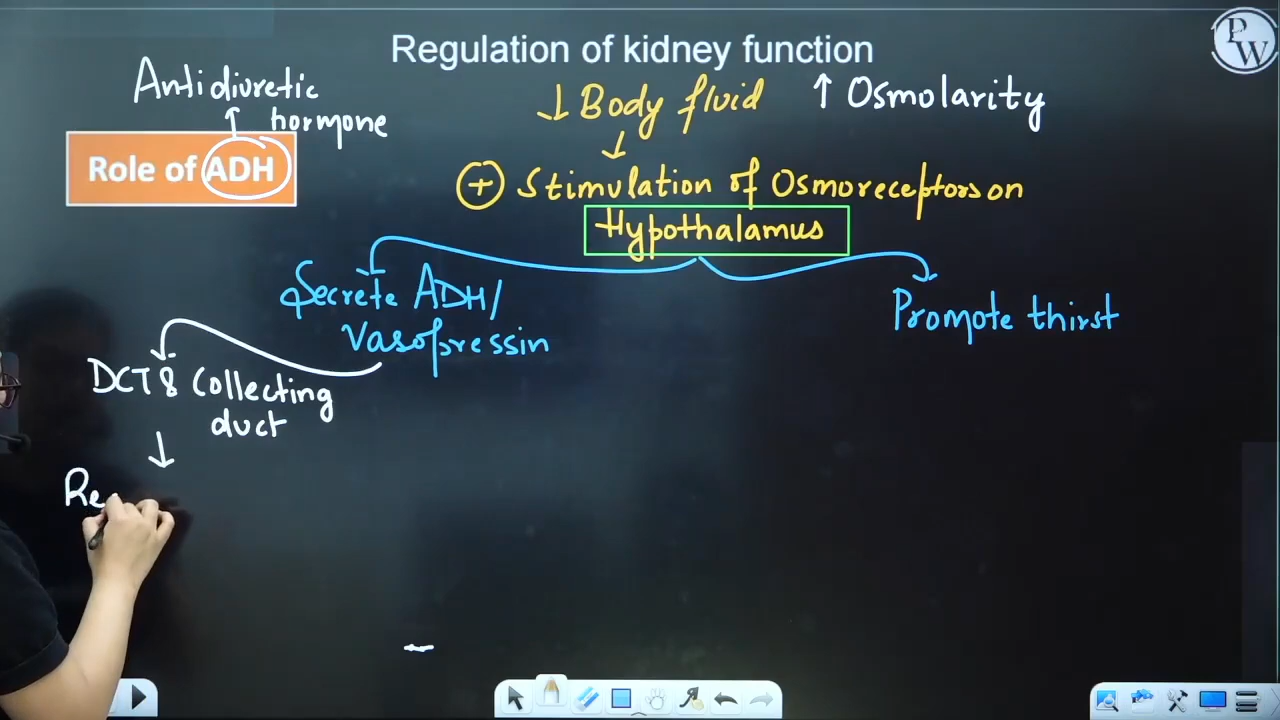 Regulation of kidney function
PW
Antidiuretic
hormone
Role of ADH
↓ Body fluid ↑ Osmolarity
↓
+ Stimulation of Osmoreceptors on
Hypothalamus
Secrete ADH/
Vasopressin
Promote thirst
DCT & Collecting
duct
↓
Re